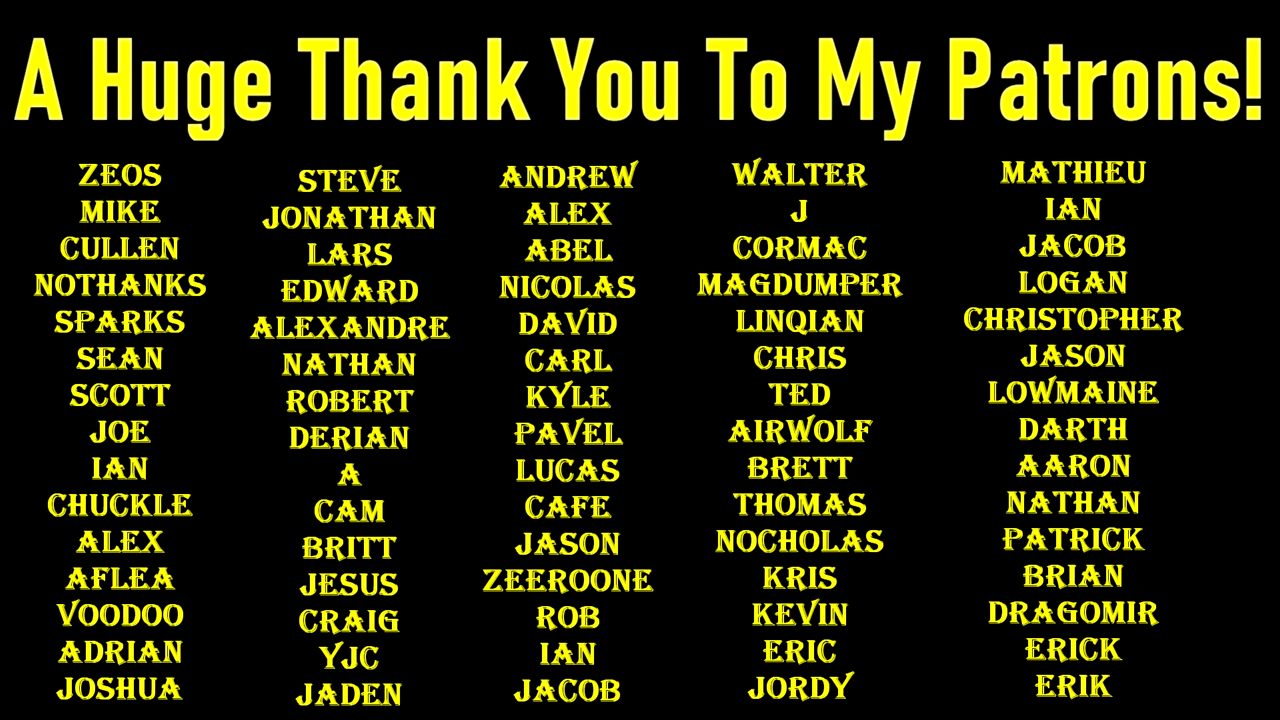 A Huge Thank You To My Patrons!
ZEOS
MIKE
CULLEN
NOTHANKS
SPARKS
SEAN
SCOTT
JOE
IAN
CHUCKLE
ALEX
AFLEA
VOODOO
ADRIAN
JOSHUA
STEVE
JONATHAN
LARS
EDWARD
ALEXANDRE
NATHAN
ROBERT
DERIAN
A
CAM
BRITT
JESUS
CRAIG
YJC
JADEN
ANDREW
ALEX
ABEL
NICOLAS
DAVID
CARL
KYLE
PAVEL
LUCAS
CAFE
JASON
ZEEROONE
ROB
IAN
JACOB
WALTER
J
CORMAC
MAGDUMPER
LINQIAN
CHRIS
TED
AIRWOLF
BRETT
THOMAS
NOCHOLAS
KRIS
KEVIN
ERIC
JORDY
MATHIEU
IAN
JACOB
LOGAN
CHRISTOPHER
JASON
LOWMAINE
DARTH
AARON
NATHAN
PATRICK
BRIAN
DRAGOMIR
ERICK
ERIK